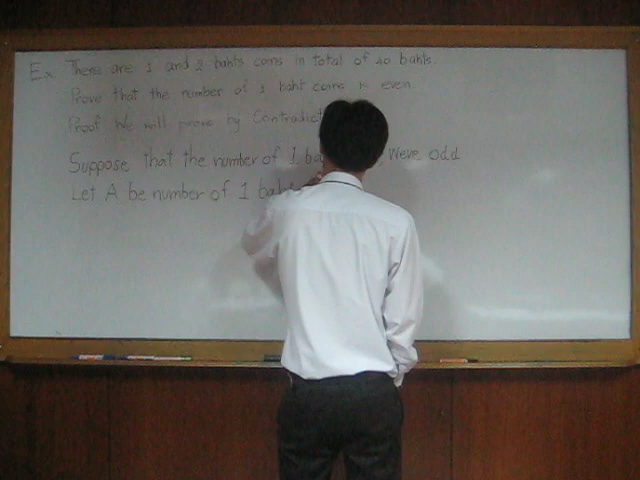 Ex. There are 1 and 2 bahts coins in total of 40 bahts.
Prove that the number of 1 baht coins is even.
Proof We will prove by Contradict
Suppose that the number of 1 ba were odd
Let A be number of 1 baht